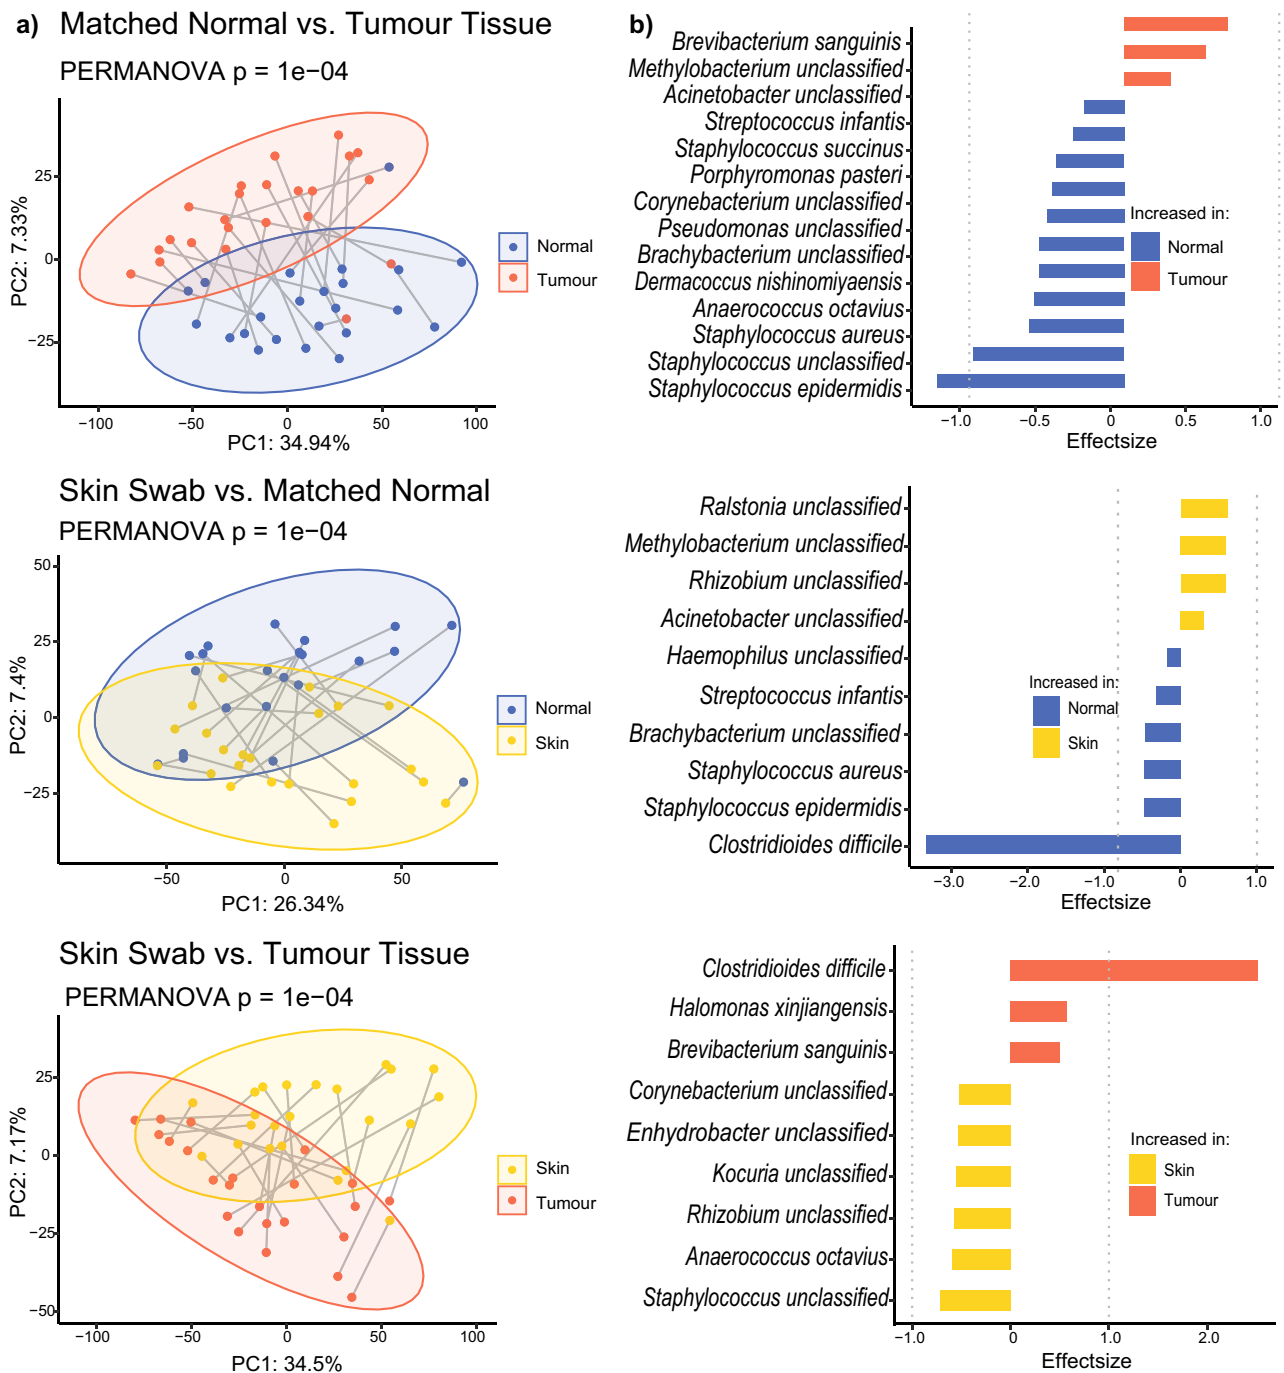 a) Matched Normal vs. Tumour Tissue
PERMANOVA p = 1e−04
PC2: 7.33%
25
0
−25
−100 −50 0 50 100
PC1: 34.94%
Normal
Tumour
b)
Brevibacterium sanguinis
Methylobacterium unclassified
Acinetobacter unclassified
Streptococcus infantis
Staphylococcus succinus
Porphyromonas pasteri
Corynebacterium unclassified
Pseudomonas unclassified
Brachybacterium unclassified
Dermacoccus nishinomiyaensis
Anaerococcus octavius
Staphylococcus aureus
Staphylococcus unclassified
Staphylococcus epidermidis
Increased in:
Normal
Tumour
−1.0 −0.5 0 0.5 1.0
Effectsize
Skin Swab vs. Matched Normal
PERMANOVA p = 1e−04
PC2: 7.4%
50
25
0
−25
−50 0 50
PC1: 26.34%
Normal
Skin
Ralstonia unclassified
Methylobacterium unclassified
Rhizobium unclassified
Acinetobacter unclassified
Haemophilus unclassified
Streptococcus infantis
Brachybacterium unclassified
Staphylococcus aureus
Staphylococcus epidermidis
Clostridioides difficile
Increased in:
Normal
Skin
−3.0 −2.0 −1.0 0 1.0
Effectsize
Skin Swab vs. Tumour Tissue
PERMANOVA p = 1e−04
PC2: 7.17%
25
0
−25
−50
−100 −50 0 50 100
PC1: 34.5%
Skin
Tumour
Clostridioides difficile
Halomonas xinjiangensis
Brevibacterium sanguinis
Corynebacterium unclassified
Enhydrobacter unclassified
Kocuria unclassified
Rhizobium unclassified
Anaerococcus octavius
Staphylococcus unclassified
Increased in:
Skin
Tumour
−1.0 0 1.0 2.0
Effectsize